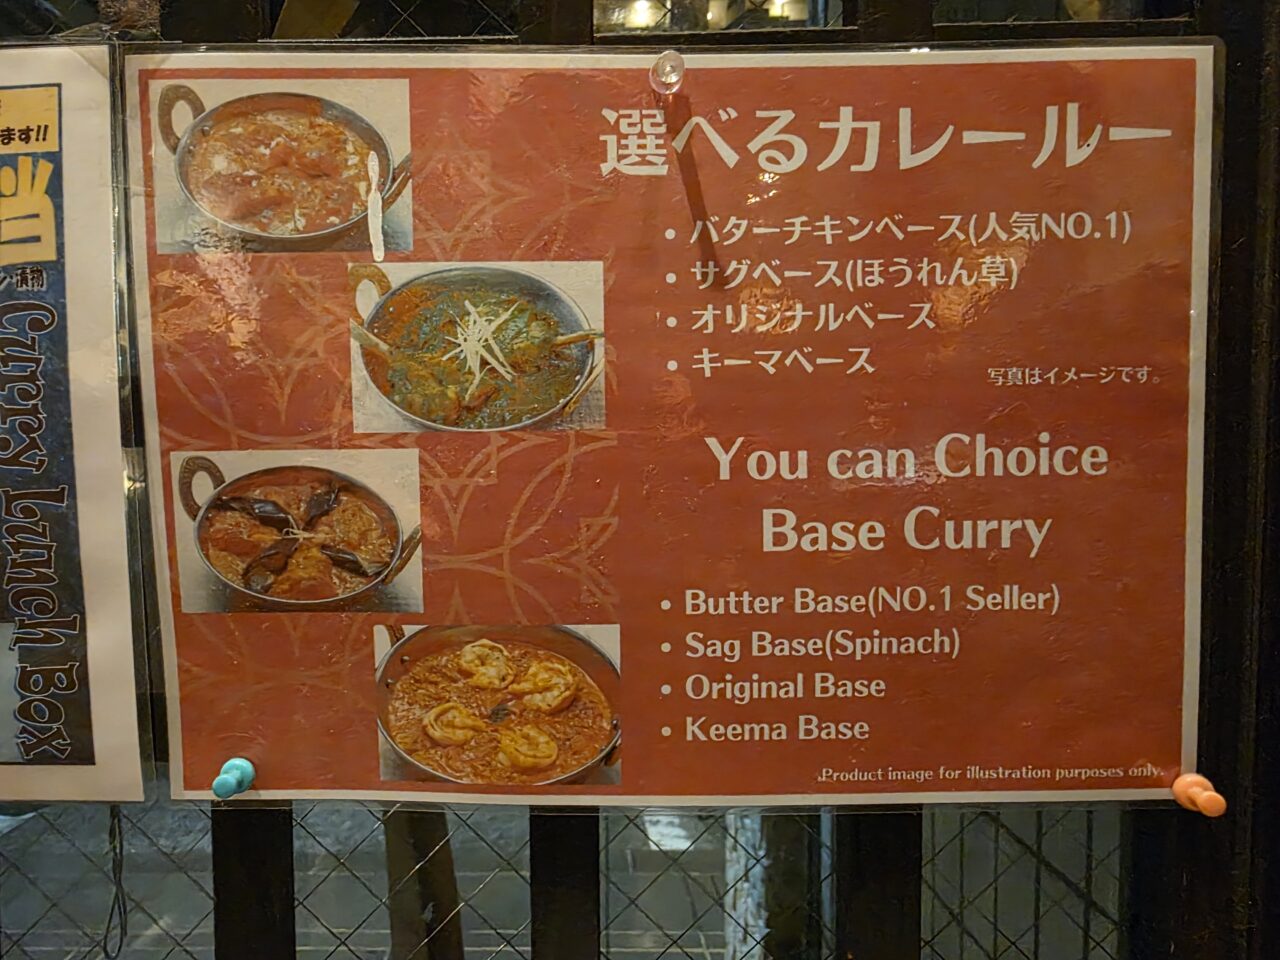 ます!!
ン・漬物
Curry Lunch Box
選べるカレールー
• バターチキンベース(人気NO.1)
• サグベース(ほうれん草)
• オリジナルベース
• キーマベース
写真はイメージです。
You can Choice
Base Curry
• Butter Base(NO.1 Seller)
• Sag Base(Spinach)
• Original Base
• Keema Base
.Product image for illustration purposes only.